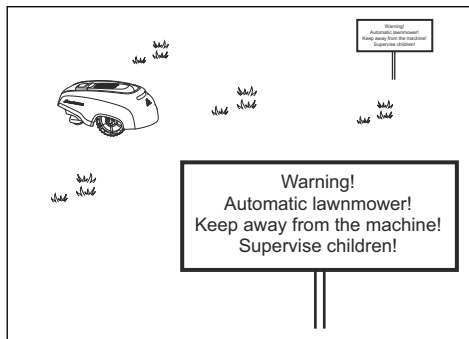 Warning!
Automatic lawnmower!
Keep away from the machine!
Supervise children!
Warning!
Automatic lawnmower!
Keep away from the machine!
Supervise children!